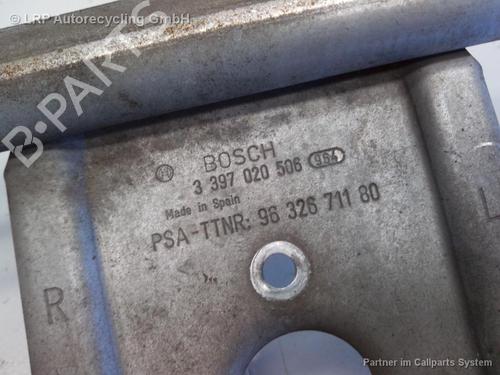 © LRP Autorecycling GmbH
B-PARTS
BOSCH
3 397 020 506 964
Made in Spain
PSA-TTNR: 96 326 711 80
R
L
Partner im Callparts System